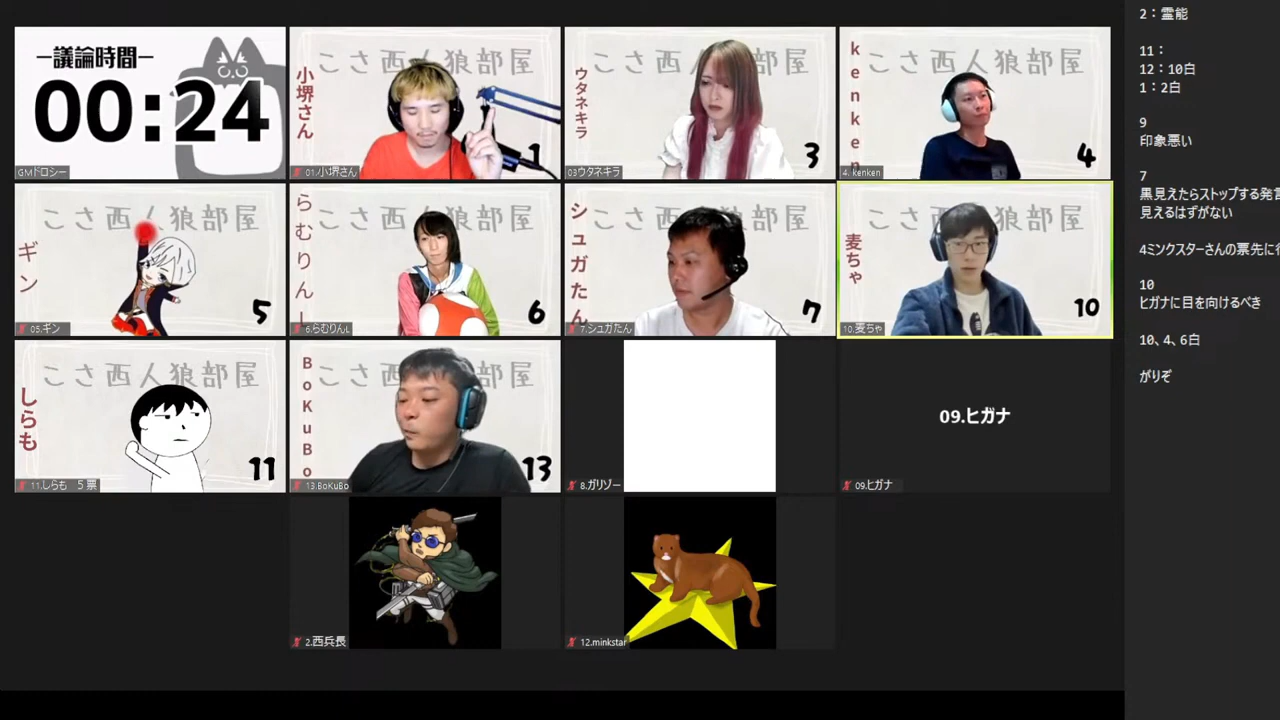 ―議論時間―
00:24
GMドロシー
こさ西人狼部屋
小堺さん
1
01.小堺さん
こさ西人狼部屋
ウタネキラ
3
03ウタネキラ
こさ西人狼部屋
kenken
4
4. kenken
こさ西人狼部屋
ギン
5
05.ギン
こさ西人狼部屋
らむりんL
6
6.らむりんL
こさ西人狼部屋
シュガたん
7
7.シュガたん
こさ西人狼部屋
麦ちゃ
10
10.麦ちゃ
こさ西人狼部屋
しらも
11
11.しらも 5票
こさ西人狼部屋
BoKuBo
13
13.BoKuBo
8.ガリゾー
09.ヒガナ
09.ヒガナ
2.西兵長
12.minkstar
2：霊能
11：
12：10白
1：2白
9
印象悪い
7
黒見えたらストップする発言
見えるはずがない
4ミンクスターさんの票先に
10
ヒガナに目を向けるべき
10、4、6白
がりぞ